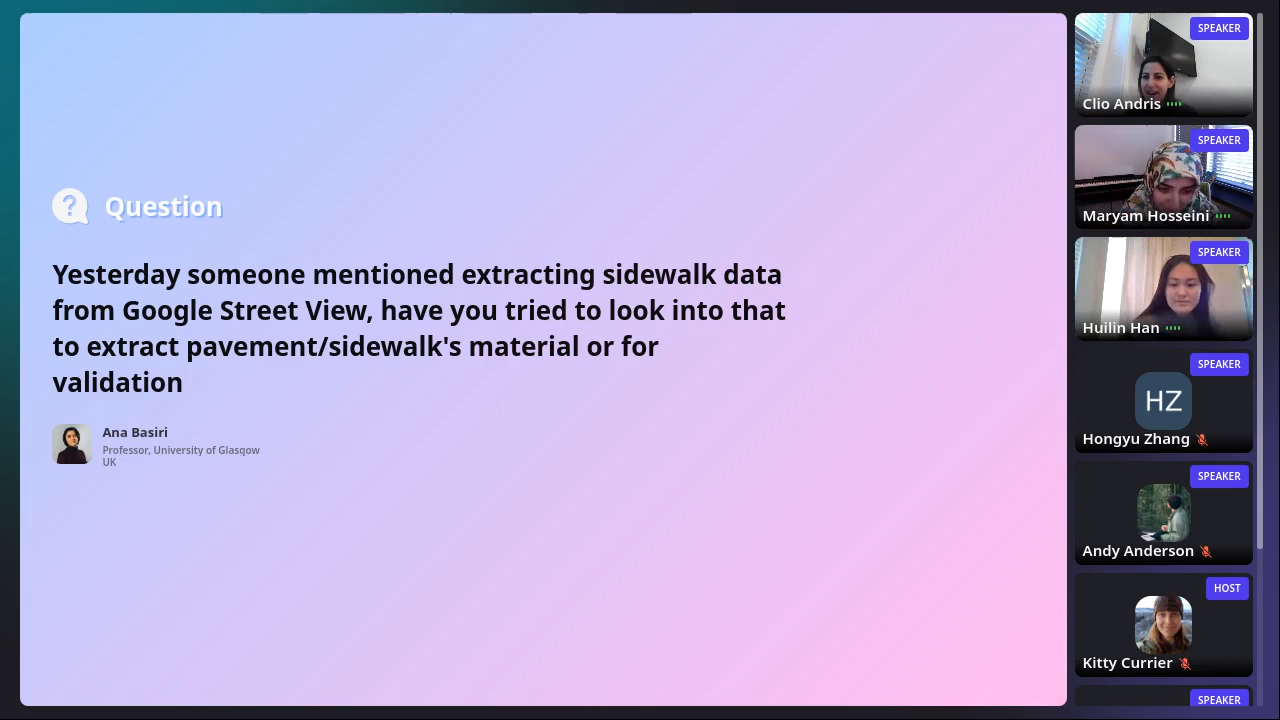 Question
Yesterday someone mentioned extracting sidewalk data
from Google Street View, have you tried to look into that
to extract pavement/sidewalk's material or for
validation
Ana Basiri
Professor, University of Glasgow
UK
SPEAKER
Clio Andris
SPEAKER
Maryam Hosseini
SPEAKER
Huilin Han
SPEAKER
HZ
Hongyu Zhang
SPEAKER
Andy Anderson
HOST
Kitty Currier
SPEAKER